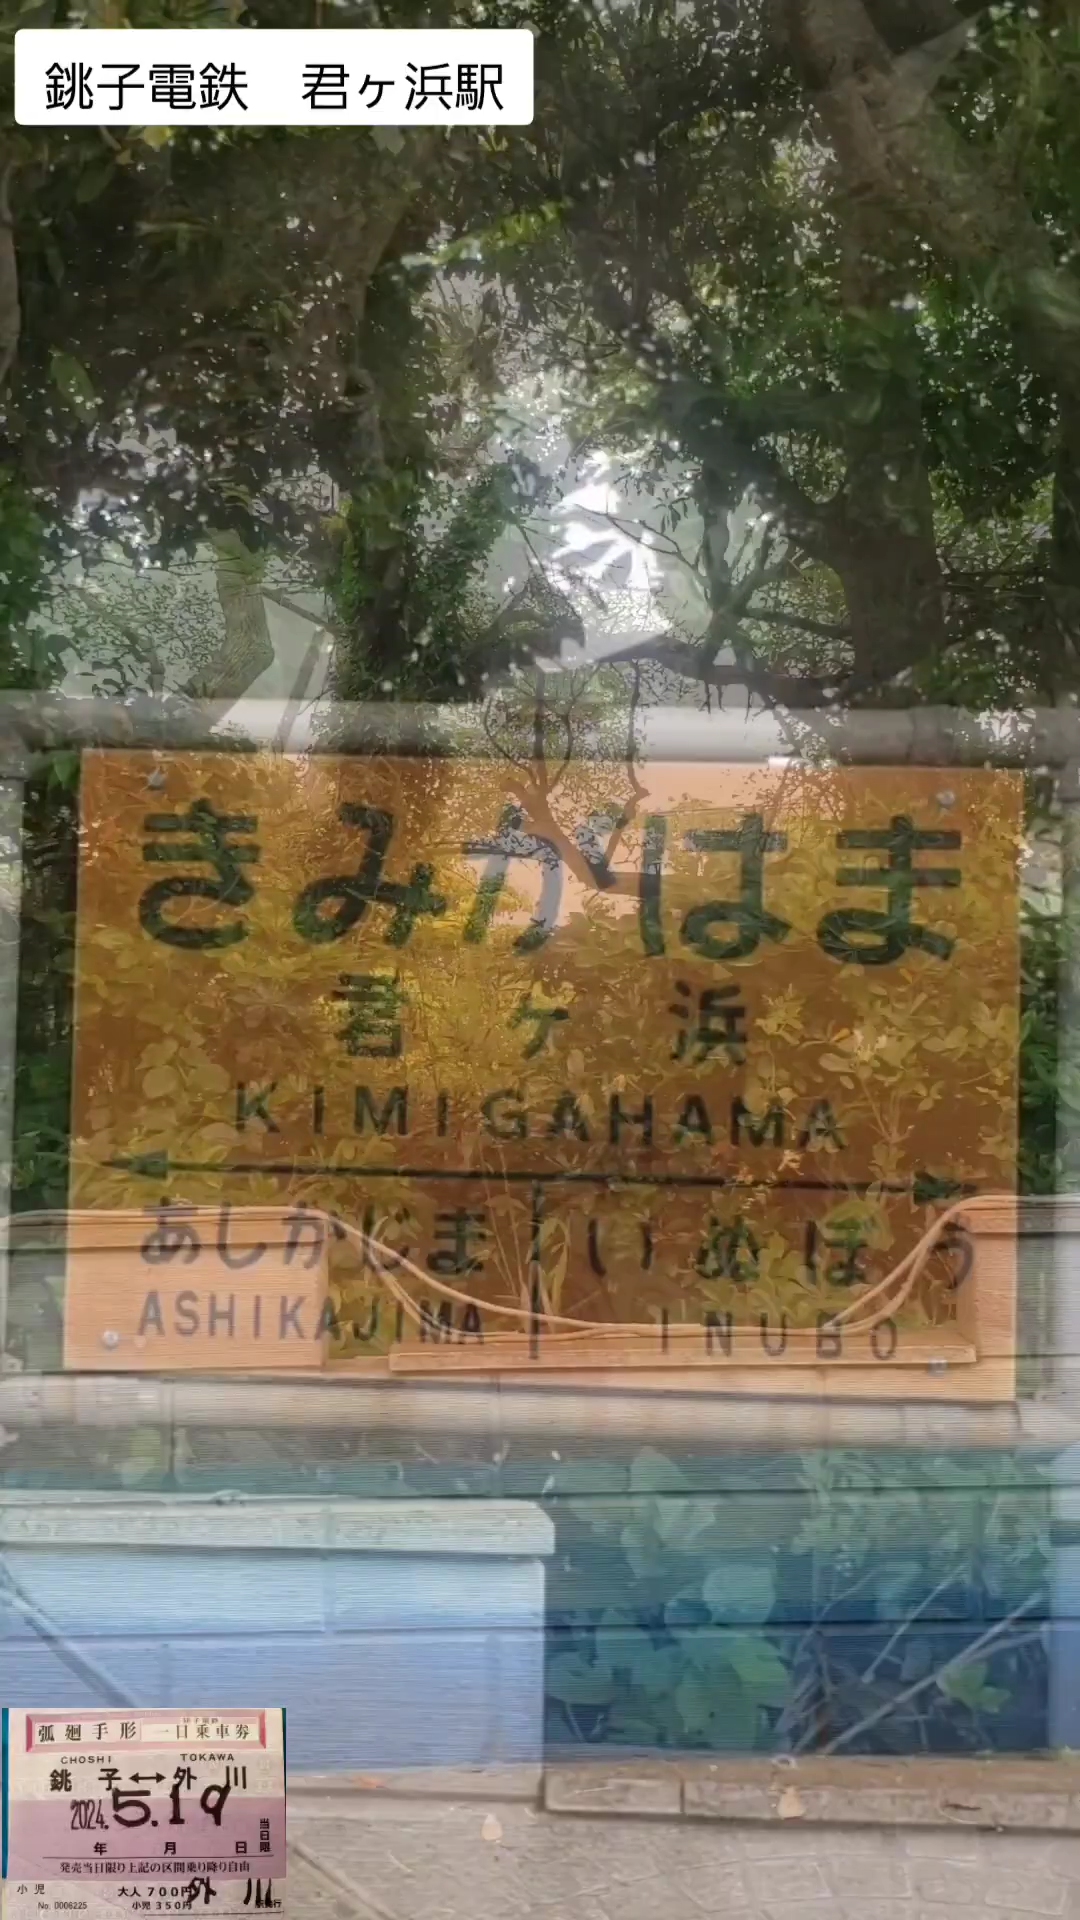 銚子電鉄　君ヶ浜駅
きみがはま
君ヶ浜
KIMIGAHAMA
あしかじま いぬぼう
ASHIKAJIMA INUBO
弧廻手形 一日乗車券
CHOSHI TOKAWA
銚子↔外川
2024.5.19
年 月 日
当日限
発売当日限り上記の区間乗り降り自由
小児 大人700円 外川
No. 0006225 小児350円